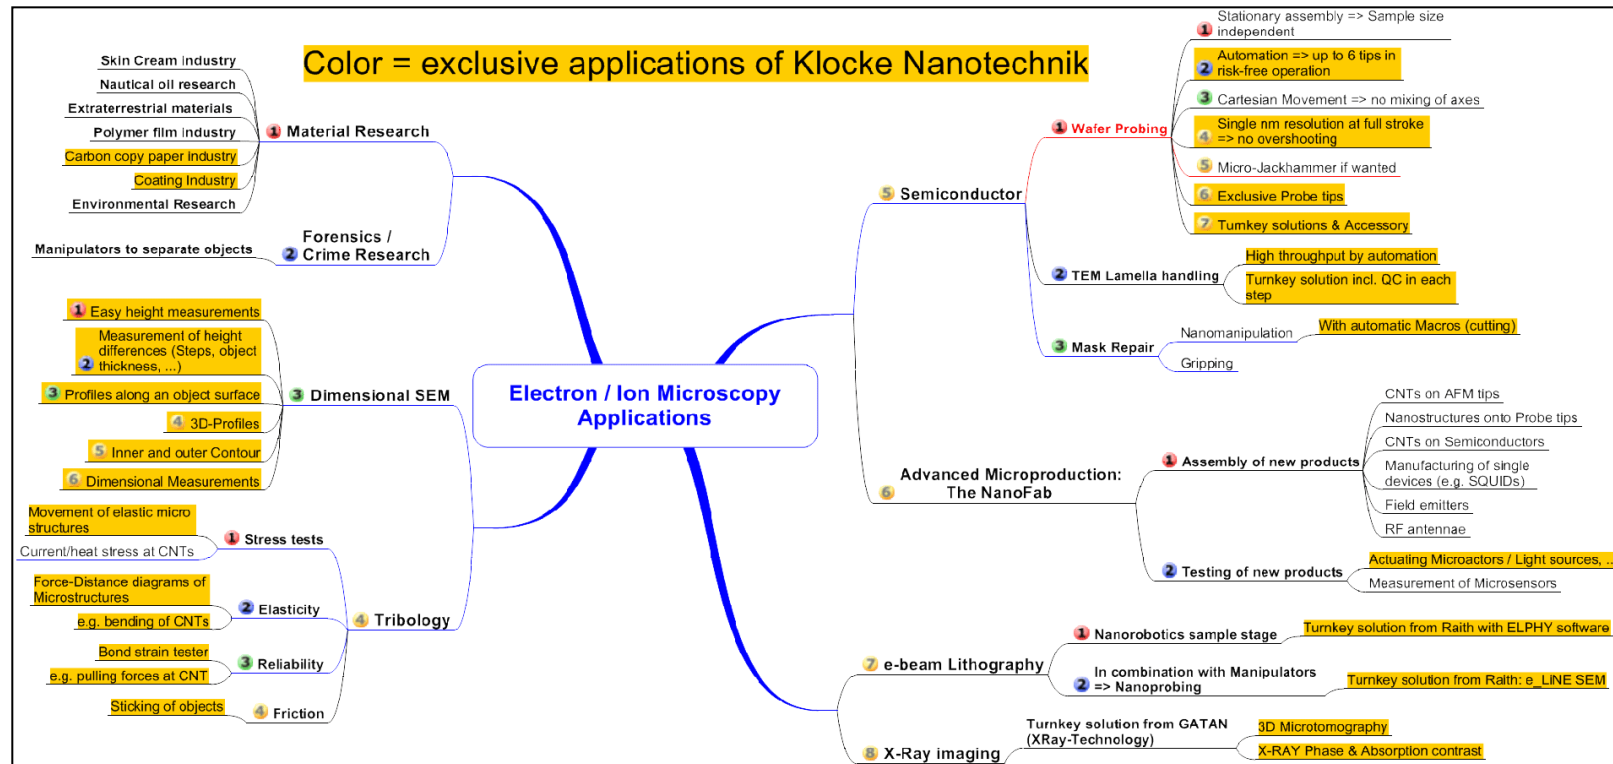 Color = exclusive applications of Klocke Nanotechnik
Electron / Ion Microscopy
Applications
1 Material Research
Skin Cream Industry
Nautical oil research
Extraterrestrial materials
Polymer film Industry
Carbon copy paper Industry
Coating Industry
Environmental Research
2 Forensics /
Crime Research
Manipulators to separate objects
3 Dimensional SEM
1 Easy height measurements
Measurement of height
2 differences (Steps, object
thickness, ...)
3 Profiles along an object surface
4 3D-Profiles
5 Inner and outer Contour
6 Dimensional Measurements
4 Tribology
1 Stress tests
Movement of elastic micro
structures
Current/heat stress at CNTs
2 Elasticity
Force-Distance diagrams of
Microstructures
e.g. bending of CNTs
3 Reliability
Bond strain tester
e.g. pulling forces at CNT
4 Friction
Sticking of objects
5 Semiconductor
1 Wafer Probing
1 Stationary assembly => Sample size
independent
2 Automation => up to 6 tips in
risk-free operation
3 Cartesian Movement => no mixing of axes
4 Single nm resolution at full stroke
=> no overshooting
5 Micro-Jackhammer if wanted
6 Exclusive Probe tips
7 Turnkey solutions & Accessory
2 TEM Lamella handling
High throughput by automation
Turnkey solution incl. QC in each
step
3 Mask Repair
Nanomanipulation
With automatic Macros (cutting)
Gripping
6 Advanced Microproduction:
The NanoFab
1 Assembly of new products
CNTs on AFM tips
Nanostructures onto Probe tips
CNTs on Semiconductors
Manufacturing of single
devices (e.g. SQUIDs)
Field emitters
RF antennae
2 Testing of new products
Actuating Microactors / Light sources, ...
Measurement of Microsensors
7 e-beam Lithography
1 Nanorobotics sample stage
Turnkey solution from Raith with ELPHY software
2 In combination with Manipulators
=> Nanoprobing
Turnkey solution from Raith: e_LiNE SEM
8 X-Ray imaging
Turnkey solution from GATAN
(XRay-Technology)
3D Microtomography
X-RAY Phase & Absorption contrast